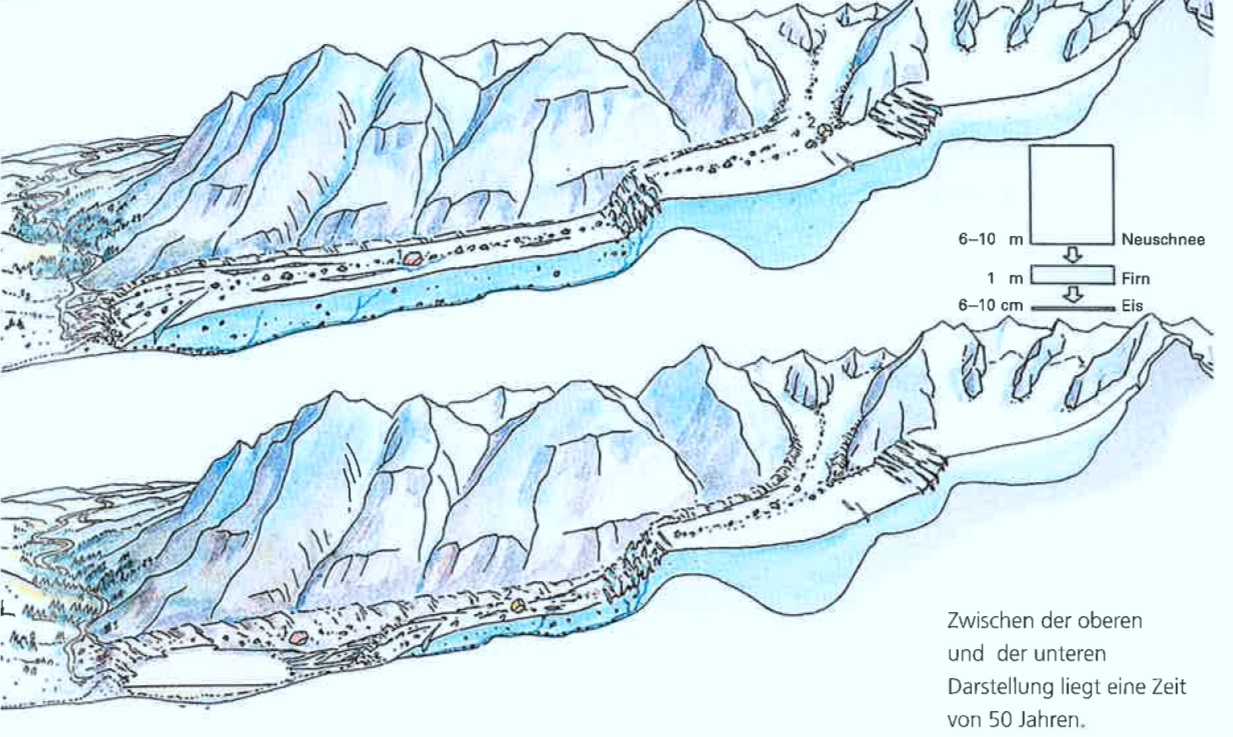 6–10 m Neuschnee
1 m Firn
6–10 cm Eis
Zwischen der oberen
und der unteren
Darstellung liegt eine Zeit
von 50 Jahren.